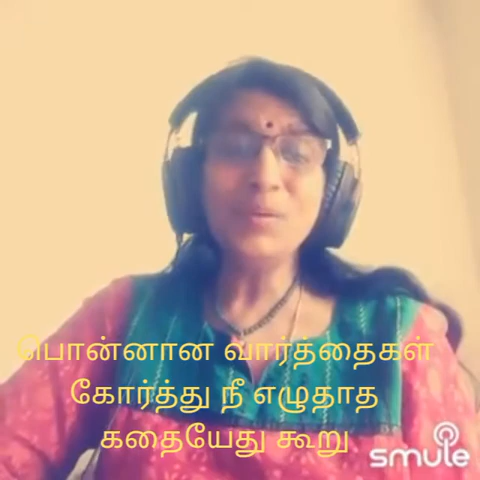 பொன்னான வார்த்தைகள்
கோர்த்து நீ எழுதாத
கதையேது கூறு
smule